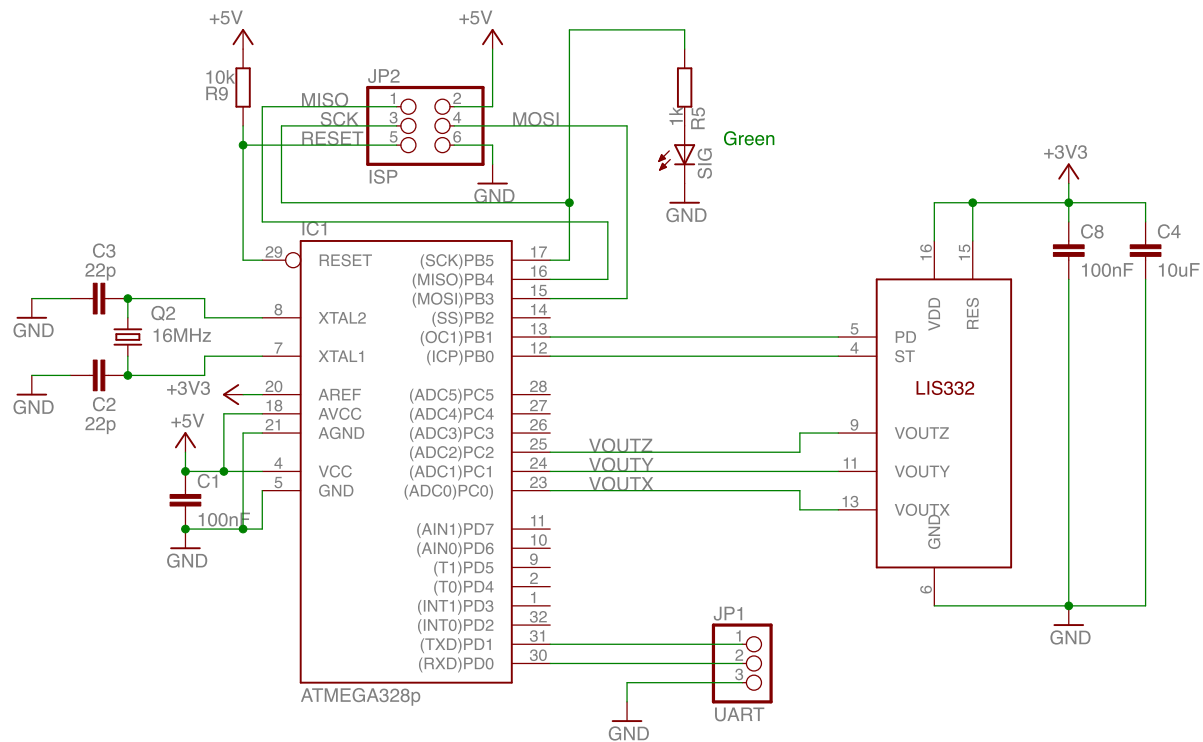 +5V
+5V
10k
R9
JP2
MISO
1
2
SCK
3
4
MOSI
RESET
5
6
ISP
GND
1k
R5
SIG
Green
GND
+3V3
C8
100nF
C4
10uF
IC1
29
RESET
(SCK)PB5
17
(MISO)PB4
16
(MOSI)PB3
15
C3
22p
GND
Q2
16MHz
8
XTAL2
(SS)PB2
14
(OC1)PB1
13
7
XTAL1
(ICP)PB0
12
GND
C2
22p
+3V3
20
AREF
(ADC5)PC5
28
18
AVCC
(ADC4)PC4
27
21
AGND
(ADC3)PC3
26
+5V
(ADC2)PC2
25
VOUTZ
4
VCC
(ADC1)PC1
24
VOUTY
5
GND
(ADC0)PC0)
23
VOUTX
C1
100nF
GND
(AIN1)PD7
11
(AIN0)PD6
10
(T1)PD5
9
(T0)PD4
2
(INT1)PD3
1
(INT0)PD2
32
(TXD)PD1
31
(RXD)PD0
30
ATMEGA328p
16
15
VDD
RES
5
PD
4
ST
LIS332
9
VOUTZ
11
VOUTY
13
VOUTX
GND
6
GND
JP1
1
2
3
UART
GND